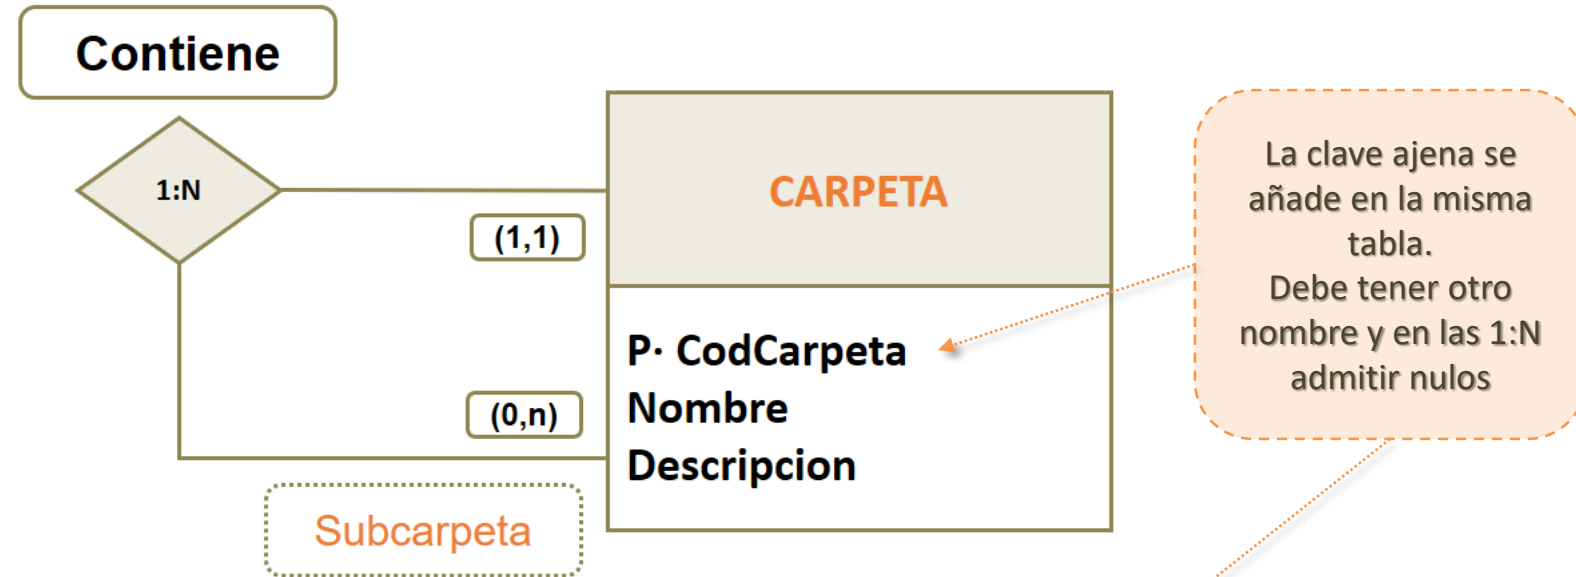 Contiene
1:N
CARPETA
(1,1)
P· CodCarpeta
Nombre
Descripcion
(0,n)
Subcarpeta
La clave ajena se
añade en la misma
tabla.
Debe tener otro
nombre y en las 1:N
admitir nulos